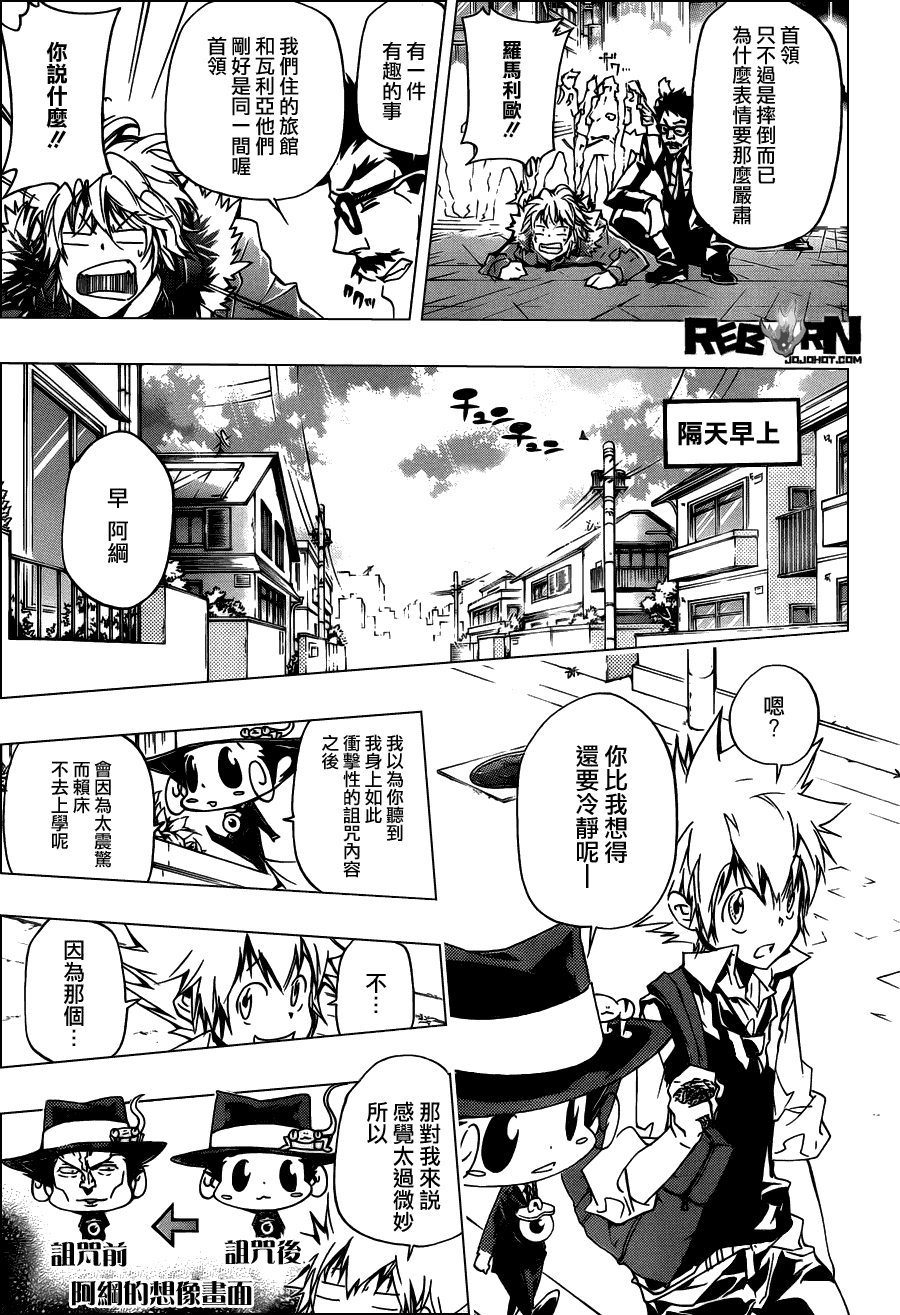 首領
只不過是摔倒而已
為什麼表情要那麼嚴肅
羅馬利歐!!
有一件
有趣的事
我們住的旅館
和瓦利亞他們
剛好是同一間喔
首領
你說什麼!!
REBORN
JOJOHOT.COM
隔天早上
チュン
チュン
早 阿綱
嗯?
你比我想得
還要冷靜呢—
我以為你聽到
我身上如此
衝擊性的詛咒內容
之後
會因為太震驚
而賴床
不去上學呢
不…
因為那個…
那對我來說
感覺太過微妙
所以
詛咒後
詛咒前
阿綱的想像畫面